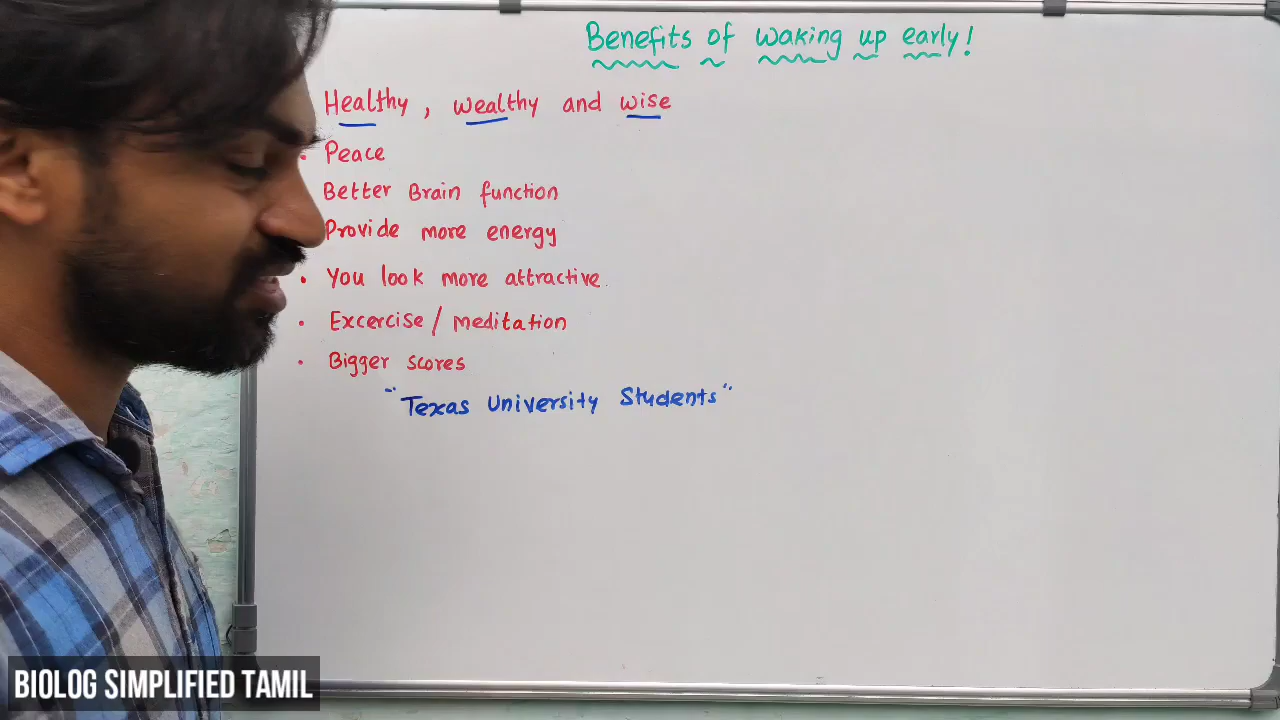 Benefits of waking up early!
Healthy, wealthy and wise
• Peace
Better Brain function
Provide more energy
• You look more attractive.
• Excercise / meditation
• Bigger scores
"Texas University Students"
BIOLOG SIMPLIFIED TAMIL